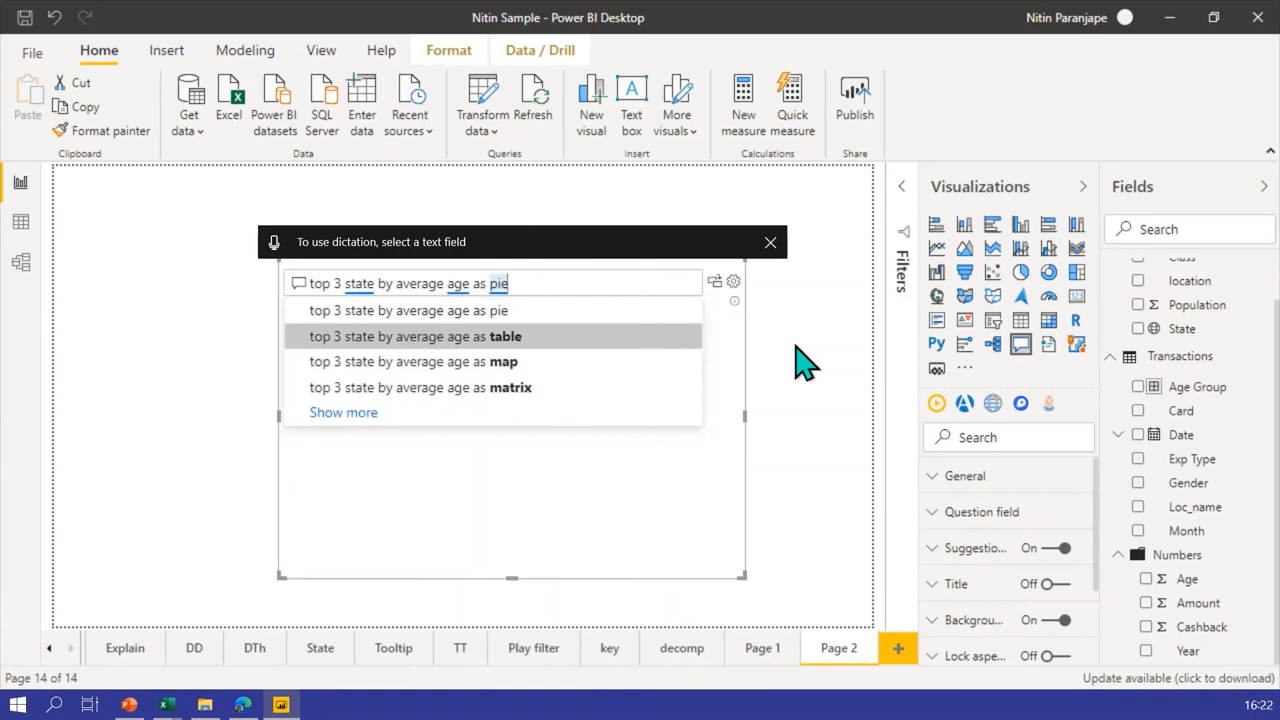 Nitin Sample - Power BI Desktop
Nitin Paranjape
File
Home
Insert
Modeling
View
Help
Format
Data / Drill
Paste
Cut
Copy
Format painter
Clipboard
Get data
Excel
Power BI datasets
SQL Server
Enter data
Recent sources
Data
Transform data
Refresh
Queries
New visual
Text box
More visuals
Insert
New measure
Quick measure
Calculations
Publish
Share
To use dictation, select a text field
top 3 state by average age as pie
top 3 state by average age as pie
top 3 state by average age as table
top 3 state by average age as map
top 3 state by average age as matrix
Show more
Filters
Visualizations
R
Py
Search
General
Question field
Suggestio... On
Title Off
Backgrou... On
Lock aspe... Off
Fields
Search
Class
location
Population
State
Transactions
Age Group
Card
Date
Exp Type
Gender
Loc_name
Month
Numbers
Age
Amount
Cashback
Year
Explain
DD
DTh
State
Tooltip
TT
Play filter
key
decomp
Page 1
Page 2
Page 14 of 14
Update available (click to download)
16:22